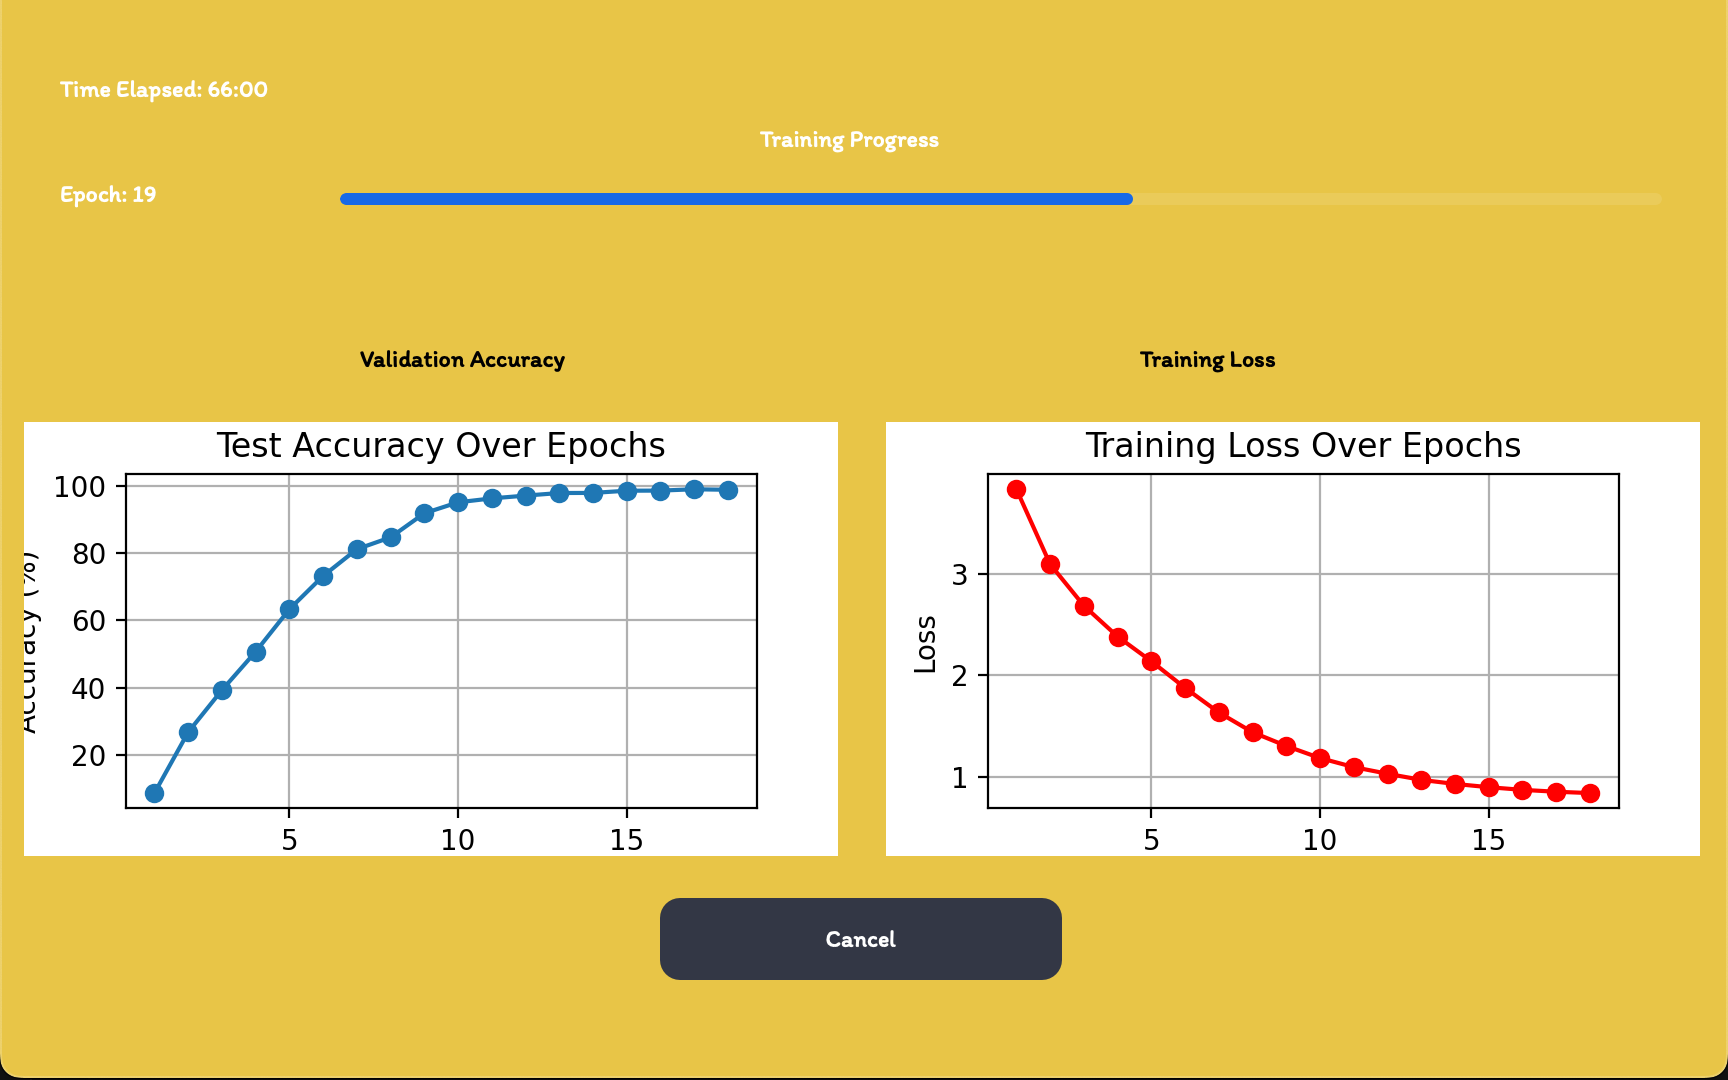 Time Elapsed: 66:00
Training Progress
Epoch: 19
Validation Accuracy
Training Loss
Test Accuracy Over Epochs
100
80
60
40
20
Accuracy (%)
5 10 15
Training Loss Over Epochs
3
2
1
Loss
5 10 15
Cancel